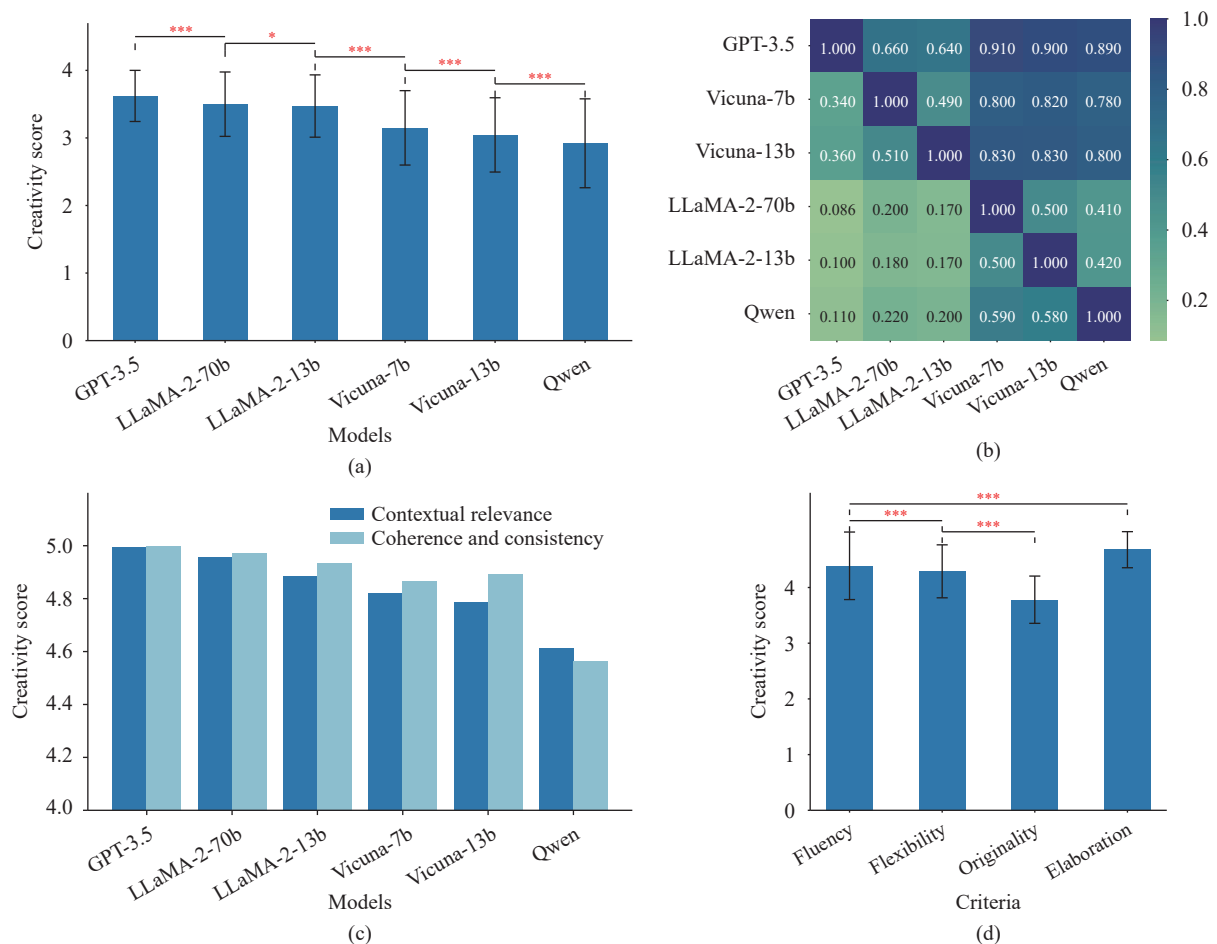 ***
*
***
***
***
4
3
2
1
0
Creativity score
GPT-3.5
LLaMA-2-70b
LLaMA-2-13b
Vicuna-7b
Vicuna-13b
Qwen
Models
(a)
GPT-3.5 1.000 0.660 0.640 0.910 0.900 0.890
Vicuna-7b 0.340 1.000 0.490 0.800 0.820 0.780
Vicuna-13b 0.360 0.510 1.000 0.830 0.830 0.800
LLaMA-2-70b 0.086 0.200 0.170 1.000 0.500 0.410
LLaMA-2-13b 0.100 0.180 0.170 0.500 1.000 0.420
Qwen 0.110 0.220 0.200 0.590 0.580 1.000
GPT-3.5
LLaMA-2-70b
LLaMA-2-13b
Vicuna-7b
Vicuna-13b
Qwen
1.0
0.8
0.6
0.4
0.2
(b)
Contextual relevance
Coherence and consistency
5.0
4.8
4.6
4.4
4.2
4.0
Creativity score
GPT-3.5
LLaMA-2-70b
LLaMA-2-13b
Vicuna-7b
Vicuna-13b
Qwen
Models
(c)
***
***
***
4
4
3
4
4
0
Creativity score
Fluency
Flexibility
Originality
Elaboration
Criteria
(d)